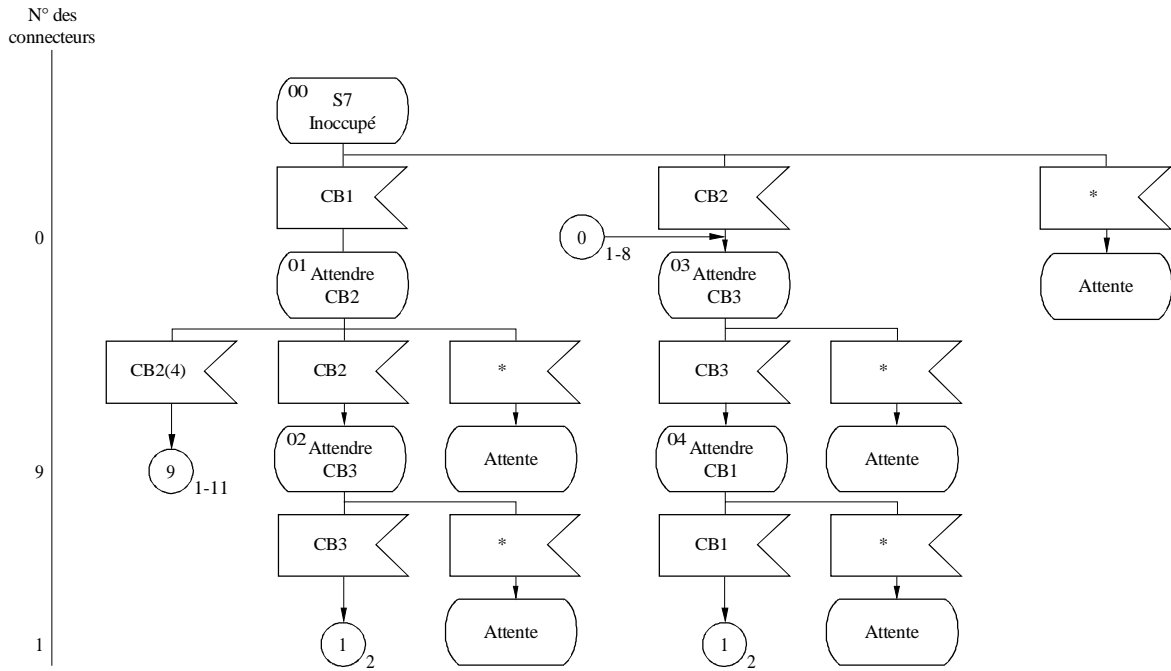 N° des
connecteurs
00
S7
Inoccupé
CB1
CB2
*
0
0
1-8
01
Attendre
CB2
03
Attendre
CB3
Attente
CB2(4)
CB2
*
CB3
*
02
Attendre
CB3
Attente
04
Attendre
CB1
Attente
9
9
1-11
CB3
*
CB1
*
1
1
2
Attente
1
2
Attente